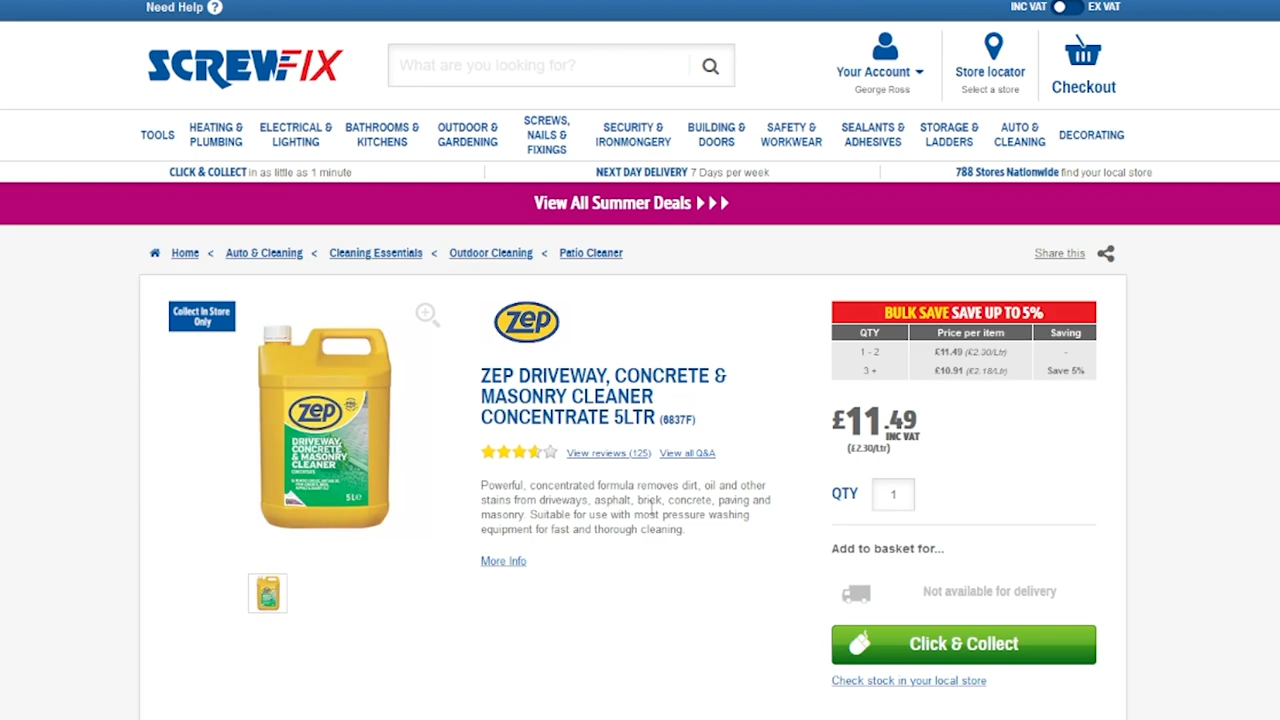 Need Help ?
INC VAT EX VAT
SCREWFIX
What are you looking for?
Your Account
George Ross
Store locator
Select a store
Checkout
TOOLS
HEATING &
PLUMBING
ELECTRICAL &
LIGHTING
BATHROOMS &
KITCHENS
OUTDOOR &
GARDENING
SCREWS,
NAILS &
FIXINGS
SECURITY &
IRONMONGERY
BUILDING &
DOORS
SAFETY &
WORKWEAR
SEALANTS &
ADHESIVES
STORAGE &
LADDERS
AUTO &
CLEANING
DECORATING
CLICK & COLLECT in as little as 1 minute
NEXT DAY DELIVERY 7 Days per week
788 Stores Nationwide find your local store
View All Summer Deals
Home < Auto & Cleaning < Cleaning Essentials < Outdoor Cleaning < Patio Cleaner
Share this
Collect In Store
Only
Zep
DRIVEWAY,
CONCRETE
& MASONRY
CLEANER
CONCENTRATE
5L e
Zep
ZEP DRIVEWAY, CONCRETE &
MASONRY CLEANER
CONCENTRATE 5LTR (6837F)
View reviews (125) View all Q&A
Powerful, concentrated formula removes dirt, oil and other
stains from driveways, asphalt, brick, concrete, paving and
masonry. Suitable for use with most pressure washing
equipment for fast and thorough cleaning.
More Info
BULK SAVE SAVE UP TO 5%
QTY Price per item Saving
1 - 2 £11.49 (£2.30/Ltr) -
3 + £10.91 (£2.18/Ltr) Save 5%
£11.49
INC VAT
(£2.30/Ltr)
QTY 1
Add to basket for...
Not available for delivery
Click & Collect
Check stock in your local store